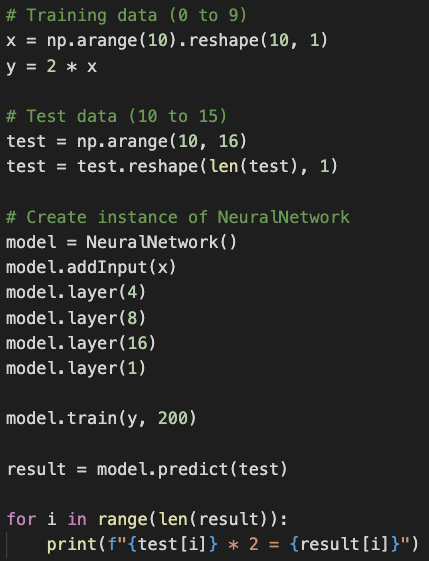 # Training data (0 to 9)
x = np.arange(10).reshape(10, 1)
y = 2 * x
# Test data (10 to 15)
test = np.arange(10, 16)
test = test.reshape(len(test), 1)
# Create instance of NeuralNetwork
model = NeuralNetwork()
model.addInput(x)
model.layer(4)
model.layer(8)
model.layer(16)
model.layer(1)
model.train(y, 200)
result = model.predict(test)
for i in range(len(result)):
    print(f"{test[i]} * 2 = {result[i]}")